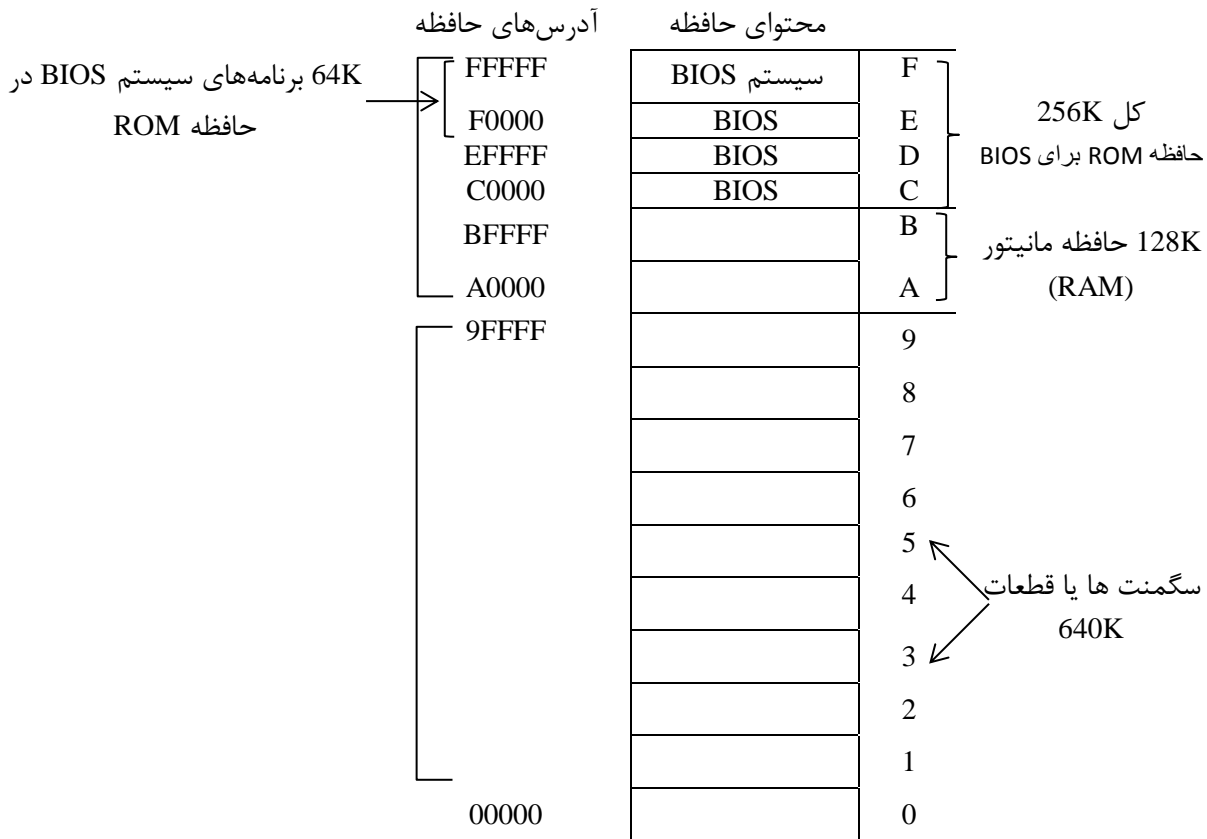 محتوای حافظه
آدرس‌های حافظه
F
سیستم BIOS
FFFFF
64K برنامه‌های سیستم BIOS در
حافظه ROM
کل 256K
حافظه ROM برای BIOS
E
BIOS
F0000
D
BIOS
EFFFF
C
BIOS
C0000
B
BFFFF
128K حافظه مانیتور
(RAM)
A
A0000
9
9FFFF
8
7
6
5
4
سگمنت ها یا قطعات
640K
3
2
1
0
00000